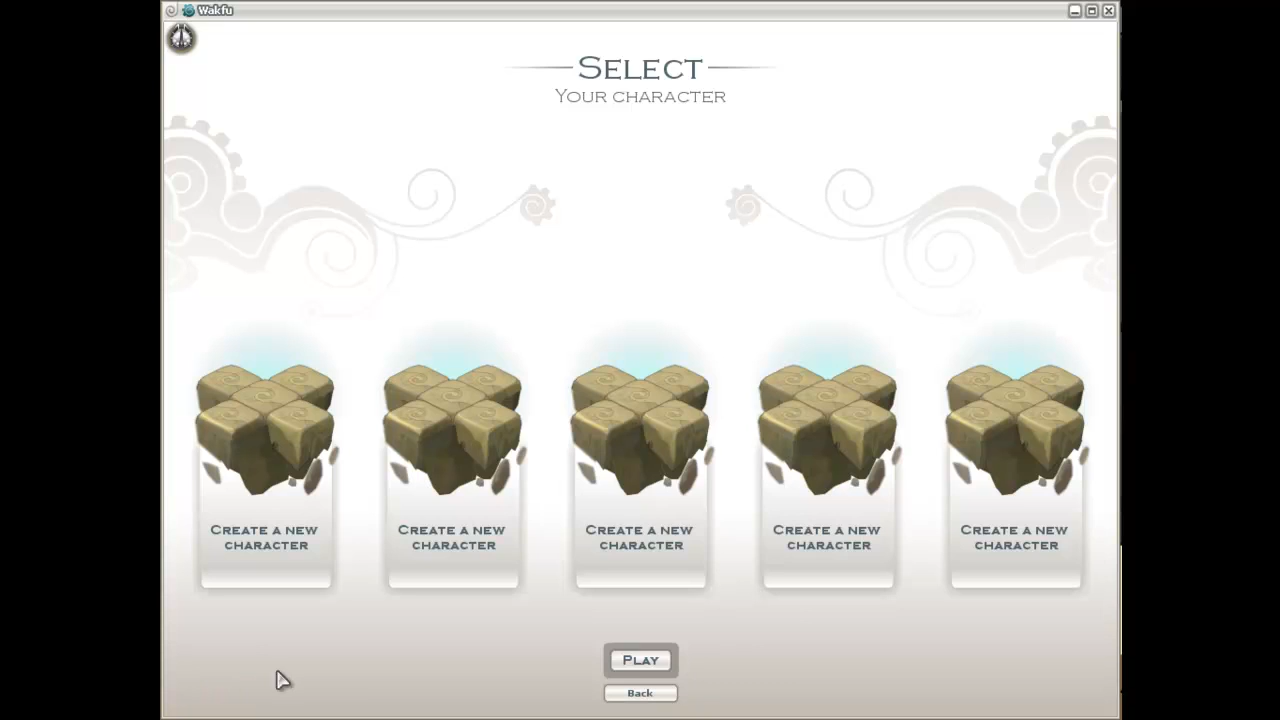 Wakfu
SELECT
YOUR CHARACTER
CREATE A NEW
CHARACTER
CREATE A NEW
CHARACTER
CREATE A NEW
CHARACTER
CREATE A NEW
CHARACTER
CREATE A NEW
CHARACTER
PLAY
Back